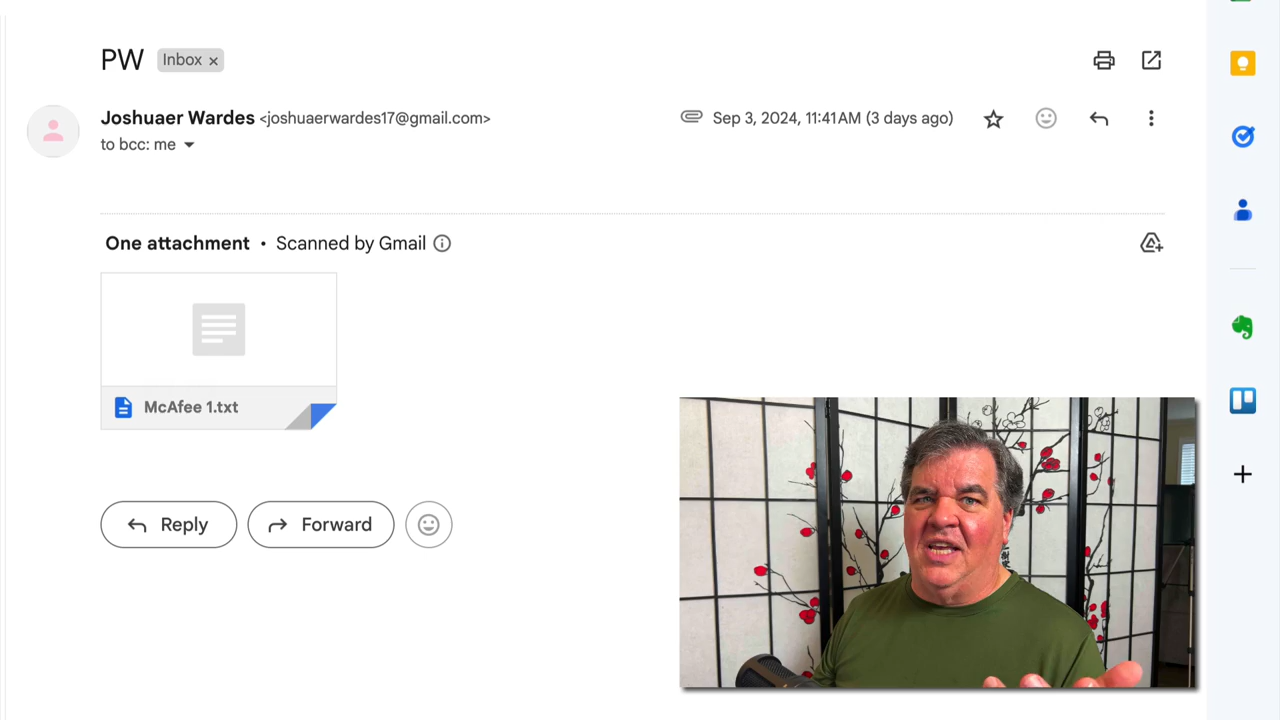 PW Inbox ×
Joshuaer Wardes <joshuaerwardes17@gmail.com> Sep 3, 2024, 11:41 AM (3 days ago)
to bcc: me
One attachment • Scanned by Gmail
McAfee 1.txt
Reply Forward